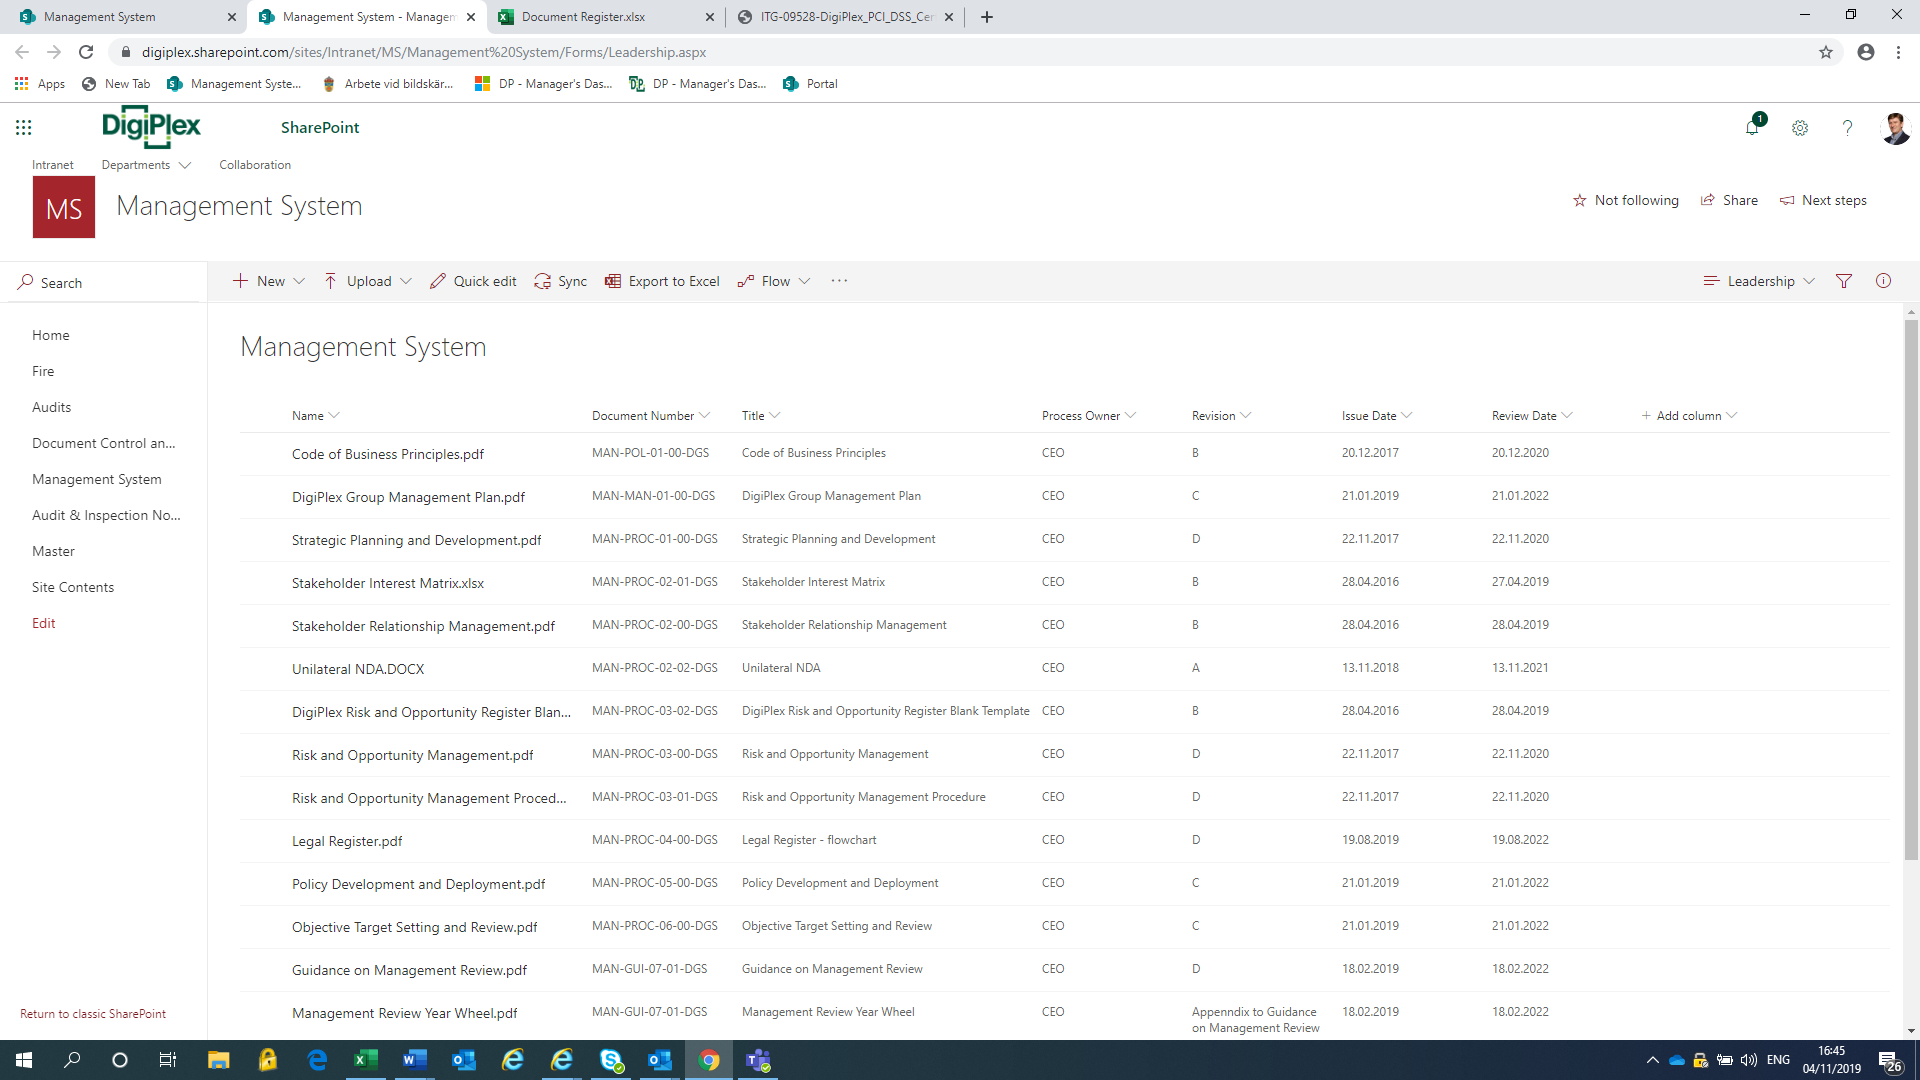 Management System
Management System - Managem
Document Register.xlsx
ITG-09528-DigiPlex_PCI_DSS_Cer
digiplex.sharepoint.com/sites/Intranet/MS/Management%20System/Forms/Leadership.aspx
Apps
New Tab
Management Syste...
Arbete vid bildskär...
DP - Manager's Das...
DP - Manager's Das...
Portal
DigiPlex
SharePoint
1
Intranet
Departments
Collaboration
MS
Management System
Not following
Share
Next steps
Search
New
Upload
Quick edit
Sync
Export to Excel
Flow
Leadership
Home
Fire
Audits
Document Control an...
Management System
Audit & Inspection No...
Master
Site Contents
Edit
Return to classic SharePoint
Management System
Name Document Number Title Process Owner Revision Issue Date Review Date + Add column
Code of Business Principles.pdf MAN-POL-01-00-DGS Code of Business Principles CEO B 20.12.2017 20.12.2020
DigiPlex Group Management Plan.pdf MAN-MAN-01-00-DGS DigiPlex Group Management Plan CEO C 21.01.2019 21.01.2022
Strategic Planning and Development.pdf MAN-PROC-01-00-DGS Strategic Planning and Development CEO D 22.11.2017 22.11.2020
Stakeholder Interest Matrix.xlsx MAN-PROC-02-01-DGS Stakeholder Interest Matrix CEO B 28.04.2016 27.04.2019
Stakeholder Relationship Management.pdf MAN-PROC-02-00-DGS Stakeholder Relationship Management CEO B 28.04.2016 28.04.2019
Unilateral NDA.DOCX MAN-PROC-02-02-DGS Unilateral NDA CEO A 13.11.2018 13.11.2021
DigiPlex Risk and Opportunity Register Blan... MAN-PROC-03-02-DGS DigiPlex Risk and Opportunity Register Blank Template CEO B 28.04.2016 28.04.2019
Risk and Opportunity Management.pdf MAN-PROC-03-00-DGS Risk and Opportunity Management CEO D 22.11.2017 22.11.2020
Risk and Opportunity Management Proced... MAN-PROC-03-01-DGS Risk and Opportunity Management Procedure CEO D 22.11.2017 22.11.2020
Legal Register.pdf MAN-PROC-04-00-DGS Legal Register - flowchart CEO D 19.08.2019 19.08.2022
Policy Development and Deployment.pdf MAN-PROC-05-00-DGS Policy Development and Deployment CEO C 21.01.2019 21.01.2022
Objective Target Setting and Review.pdf MAN-PROC-06-00-DGS Objective Target Setting and Review CEO C 21.01.2019 21.01.2022
Guidance on Management Review.pdf MAN-GUI-07-01-DGS Guidance on Management Review CEO D 18.02.2019 18.02.2022
Management Review Year Wheel.pdf MAN-GUI-07-01-DGS Management Review Year Wheel CEO Appenndix to Guidance 18.02.2019 18.02.2022
on Management Review
ENG
16:45
04/11/2019
26